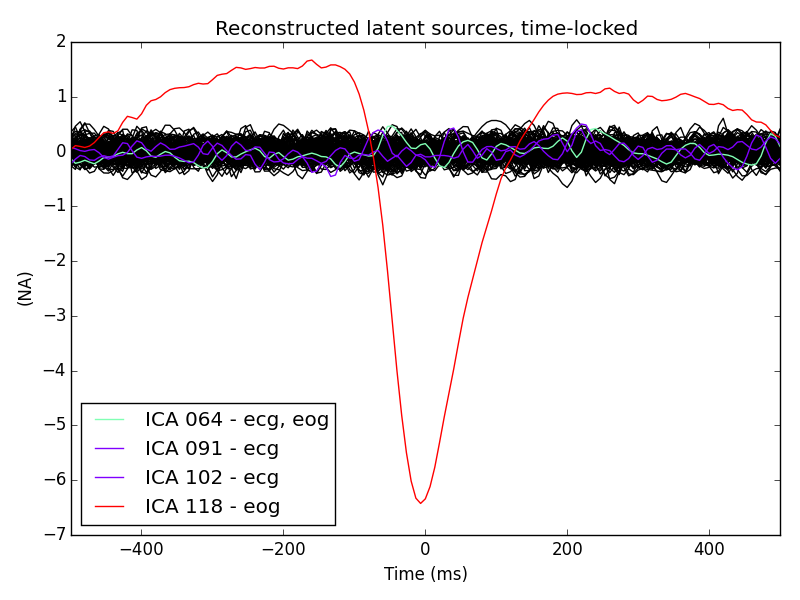 Reconstructed latent sources, time-locked
2
1
0
−1
−2
−3
−4
−5
−6
−7
(NA)
ICA 064 - ecg, eog
ICA 091 - ecg
ICA 102 - ecg
ICA 118 - eog
−400 −200 0 200 400
Time (ms)